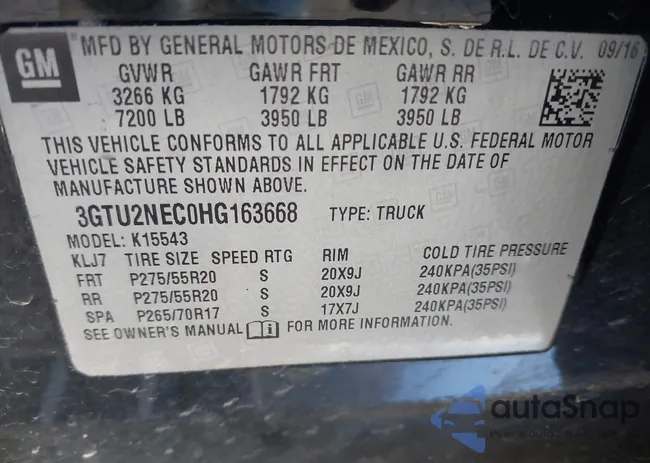 GM
MFD BY GENERAL MOTORS DE MEXICO, S. DE R.L. DE C.V. 09/16
GVWR GAWR FRT GAWR RR
3266 KG 1792 KG 1792 KG
7200 LB 3950 LB 3950 LB
THIS VEHICLE CONFORMS TO ALL APPLICABLE U.S. FEDERAL MOTOR
VEHICLE SAFETY STANDARDS IN EFFECT ON THE DATE OF
MANUFACTURE SHOWN ABOVE.
3GTU2NEC0HG163668 TYPE: TRUCK
MODEL: K15543
KLJ7 TIRE SIZE SPEED RTG RIM COLD TIRE PRESSURE
FRT P275/55R20 S 20X9J 240KPA(35PSI)
RR P275/55R20 S 20X9J 240KPA(35PSI)
SPA P265/70R17 S 17X7J 240KPA(35PSI)
SEE OWNER'S MANUAL FOR MORE INFORMATION.
autaSnap